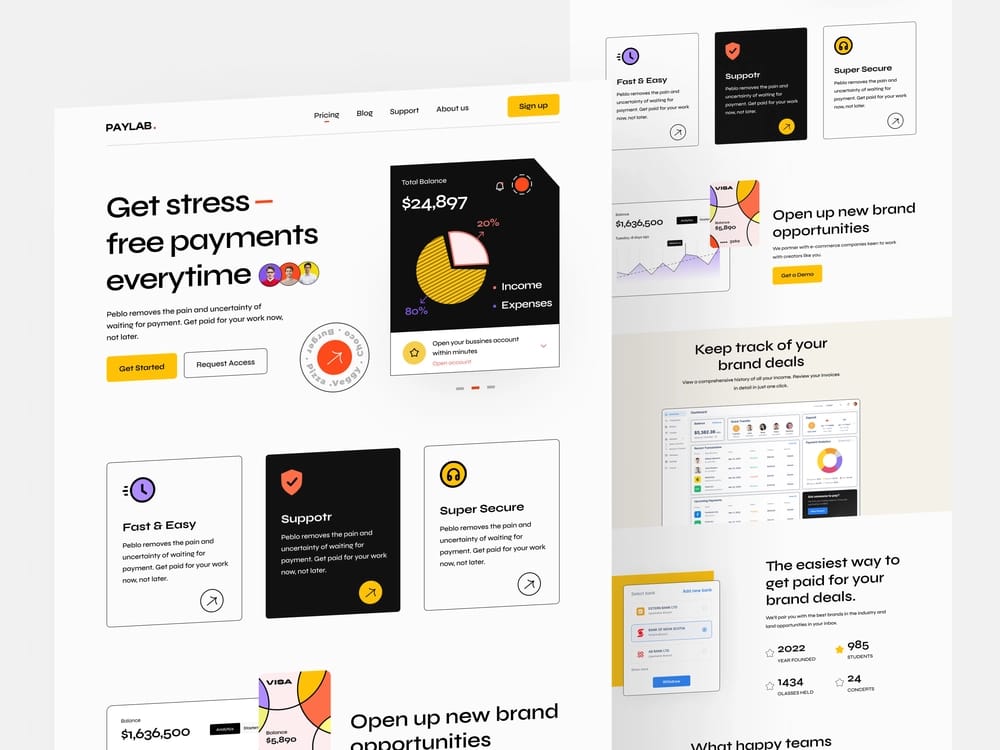 PAYLAB.
Pricing Blog Support About us
Sign up
Get stress –
free payments
everytime
Peblo removes the pain and uncertainty of
waiting for payment. Get paid for your work now,
not later.
Get Started
Request Access
Choco · Burger · Pizza · Veggy ·
Total Balance
$24,897
20%
80%
Income
Expenses
Open your bussines account
within minutes
Open account
Fast & Easy
Peblo removes the pain and
uncertainty of waiting for
payment. Get paid for your work
now, not later.
Suppotr
Peblo removes the pain and
uncertainty of waiting for
payment. Get paid for your work
now, not later.
Super Secure
Peblo removes the pain and
uncertainty of waiting for
payment. Get paid for your work
now, not later.
Balance
$1,636,500
Analytics
VISA
Balance
$5,890
Open up new brand
opportunities
Fast & Easy
Peblo removes the pain and
uncertainty of waiting for
payment. Get paid for your work
now, not later.
Suppotr
Peblo removes the pain and
uncertainty of waiting for
payment. Get paid for your work
now, not later.
Super Secure
Peblo removes the pain and
uncertainty of waiting for
payment. Get paid for your work
now, not later.
Balance
$1,636,500
Analytics
VISA
Balance
$5,890
Open up new brand
opportunities
We partner with e-commerce companies keen to work
with creators like you.
Get a Demo
Keep track of your
brand deals
View a comprehensive history of all your income. Review your invoices
in detail in just one click.
Dashboard
Balance
Select bank
Add new bank
BANK OF NOVA SCOTIA
Withdraw
The easiest way to
get paid for your
brand deals.
We'll pair you with the best brands in the industry and
land opportunities in your inbox.
2022
YEAR FOUNDED
985
STUDENTS
1434
GLASSES HELD
24
CONCERTS
What happy teams